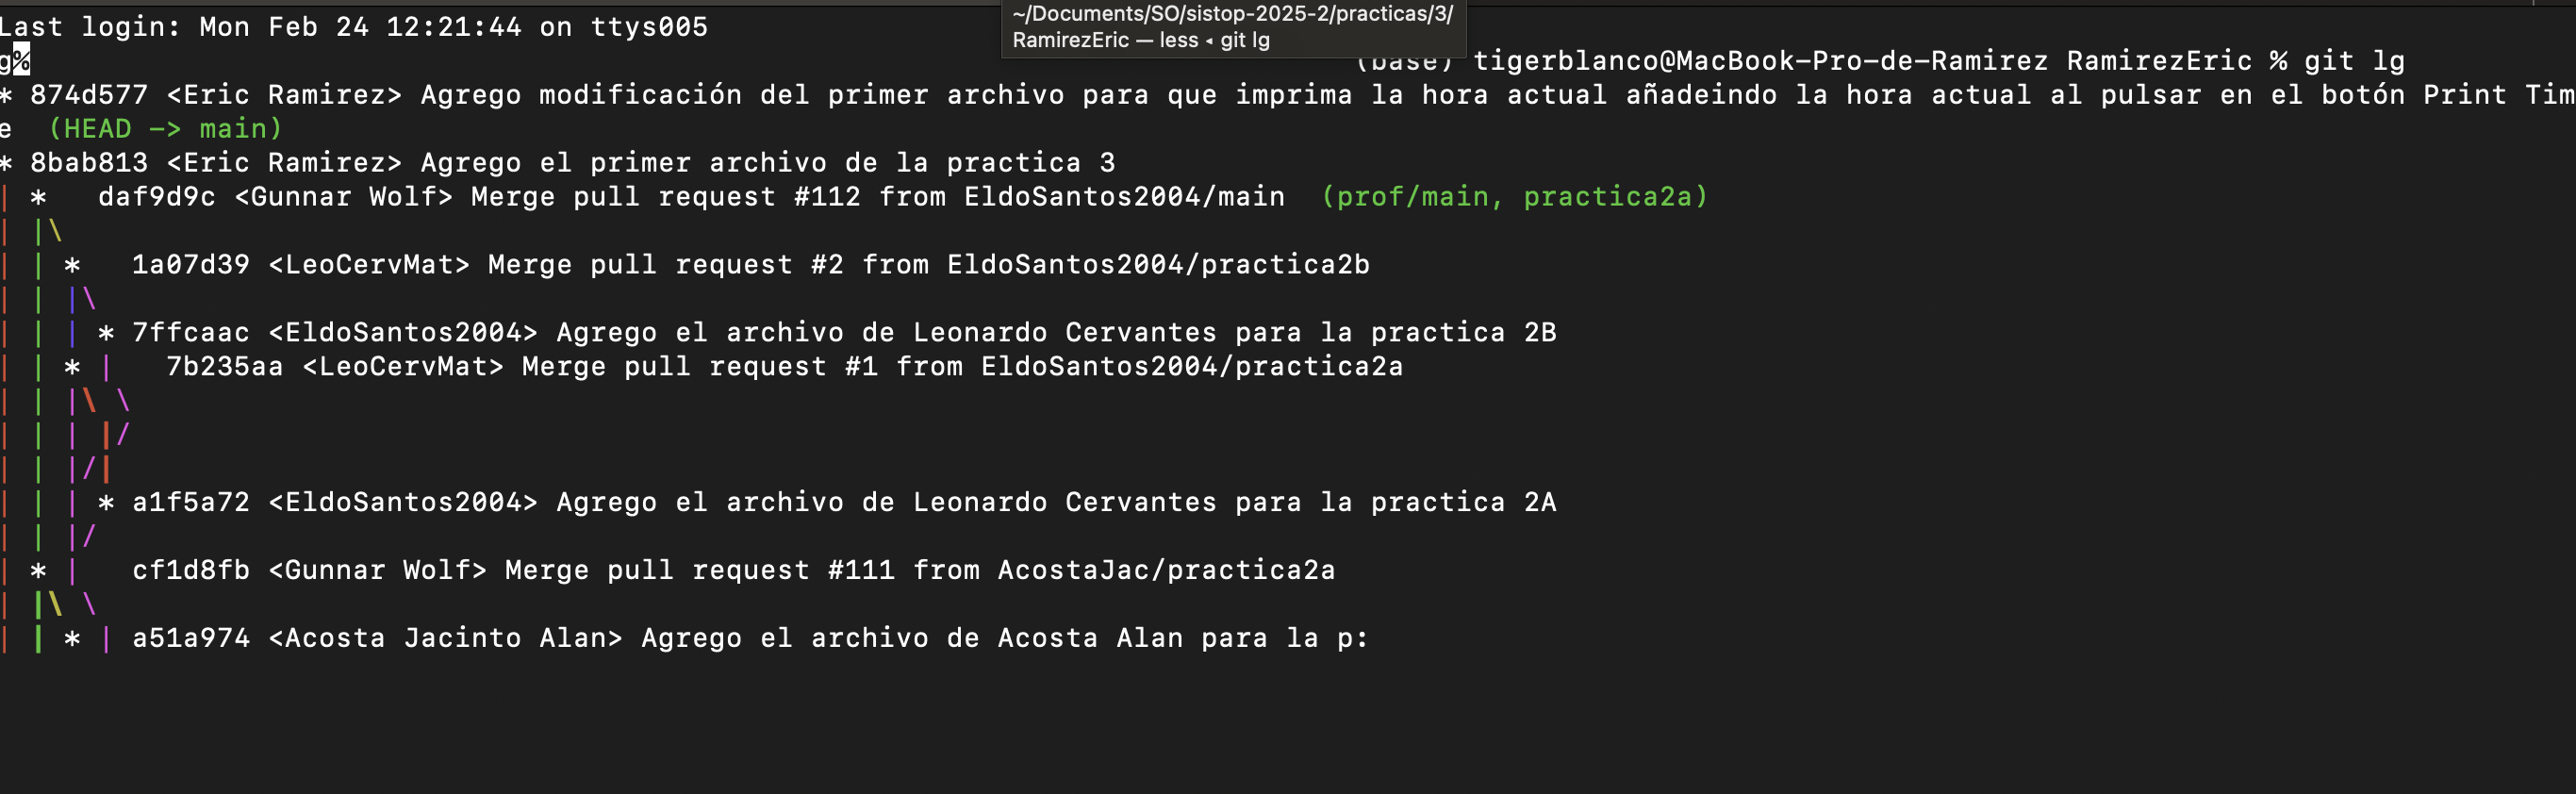 Last login: Mon Feb 24 12:21:44 on ttys005
~/Documents/SO/sistop-2025-2/practicas/3/
RamirezEric — less ◂ git lg
g% (base) tigerblanco@MacBook-Pro-de-Ramirez RamirezEric % git lg
* 874d577 <Eric Ramirez> Agrego modificación del primer archivo para que imprima la hora actual añadeindo la hora actual al pulsar en el botón Print Tim
e  (HEAD -> main)
* 8bab813 <Eric Ramirez> Agrego el primer archivo de la practica 3
| *   daf9d9c <Gunnar Wolf> Merge pull request #112 from EldoSantos2004/main  (prof/main, practica2a)
| |\
| | *   1a07d39 <LeoCervMat> Merge pull request #2 from EldoSantos2004/practica2b
| | |\
| | | * 7ffcaac <EldoSantos2004> Agrego el archivo de Leonardo Cervantes para la practica 2B
| | * |   7b235aa <LeoCervMat> Merge pull request #1 from EldoSantos2004/practica2a
| | |\ \
| | | |/
| | |/|
| | | * a1f5a72 <EldoSantos2004> Agrego el archivo de Leonardo Cervantes para la practica 2A
| | |/
| * |   cf1d8fb <Gunnar Wolf> Merge pull request #111 from AcostaJac/practica2a
| |\ \
| | * | a51a974 <Acosta Jacinto Alan> Agrego el archivo de Acosta Alan para la p: